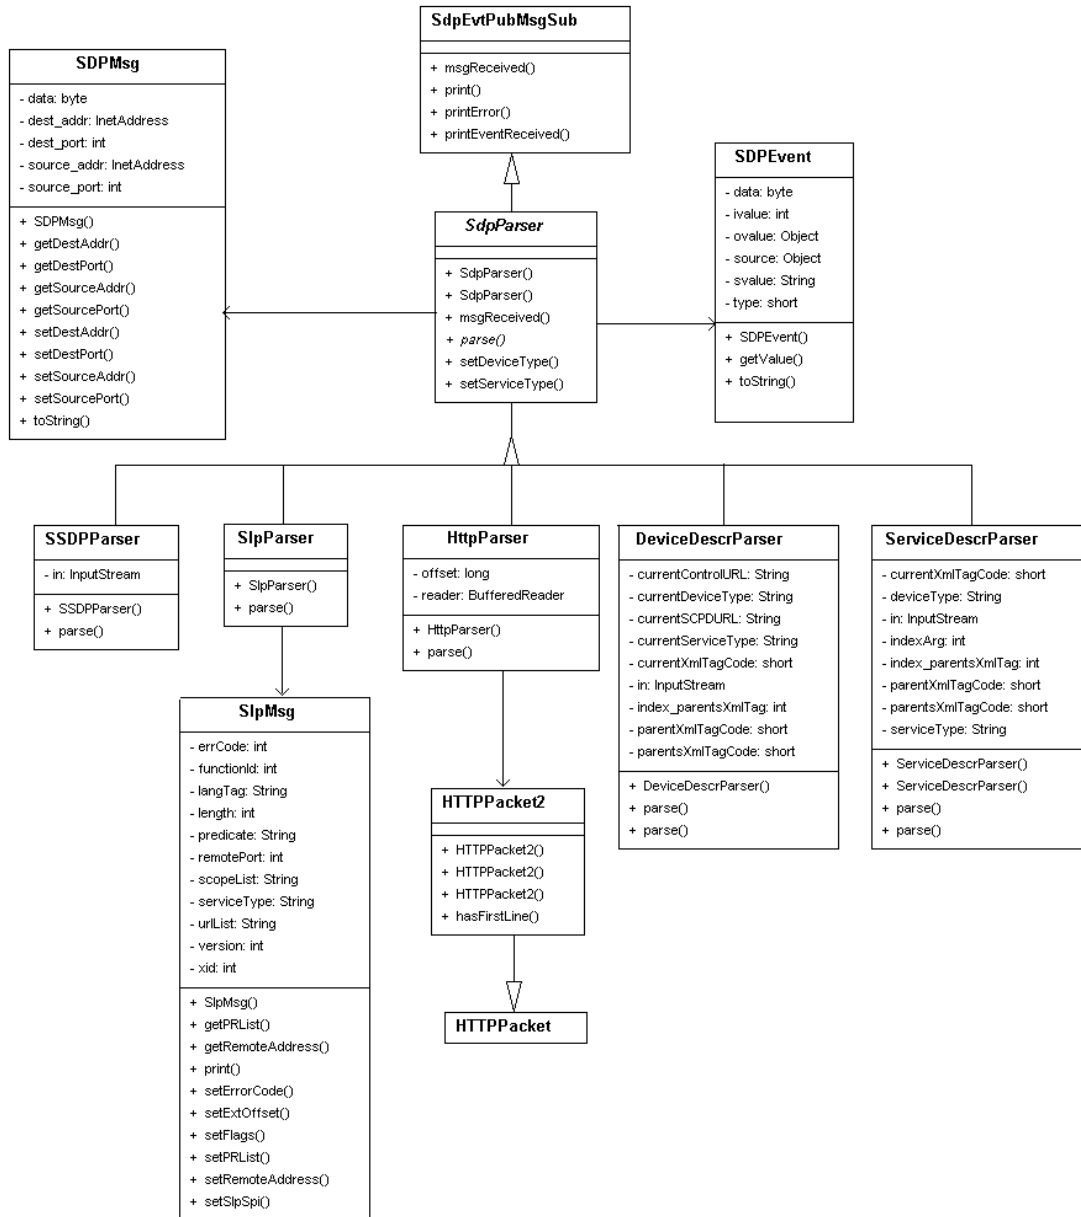 SdpEvtPubMsgSub
+ msgReceived()
+ print()
+ printError()
+ printEventReceived()
SDPMsg
- data: byte
- dest_addr: InetAddress
- dest_port: int
- source_addr: InetAddress
- source_port: int
+ SDPMsg()
+ getDestAddr()
+ getDestPort()
+ getSourceAddr()
+ getSourcePort()
+ setDestAddr()
+ setDestPort()
+ setSourceAddr()
+ setSourcePort()
+ toString()
SdpParser
+ SdpParser()
+ SdpParser()
+ msgReceived()
+ parse()
+ setDeviceType()
+ setServiceType()
SDPEvent
- data: byte
- ivalue: int
- ovalue: Object
- source: Object
- svalue: String
- type: short
+ SDPEvent()
+ getValue()
+ toString()
SSDPParser
- in: InputStream
+ SSDPParser()
+ parse()
SlpParser
+ SlpParser()
+ parse()
HttpParser
- offset: long
- reader: BufferedReader
+ HttpParser()
+ parse()
DeviceDescrParser
- currentControlURL: String
- currentDeviceType: String
- currentSCPDURL: String
- currentServiceType: String
- currentXmlTagCode: short
- in: InputStream
- index_parentsXmlTag: int
- parentXmlTagCode: short
- parentsXmlTagCode: short
+ DeviceDescrParser()
+ parse()
+ parse()
ServiceDescrParser
- currentXmlTagCode: short
- deviceType: String
- in: InputStream
- indexArg: int
- index_parentsXmlTag: int
- parentXmlTagCode: short
- parentsXmlTagCode: short
- serviceType: String
+ ServiceDescrParser()
+ ServiceDescrParser()
+ parse()
+ parse()
SlpMsg
- errCode: int
- functionId: int
- langTag: String
- length: int
- predicate: String
- remotePort: int
- scopeList: String
- serviceType: String
- urlList: String
- version: int
- xid: int
+ SlpMsg()
+ getPRList()
+ getRemoteAddress()
+ print()
+ setErrorCode()
+ setExtOffset()
+ setFlags()
+ setPRList()
+ setRemoteAddress()
+ setSlpSpi()
HTTPPacket2
+ HTTPPacket2()
+ HTTPPacket2()
+ HTTPPacket2()
+ hasFirstLine()
HTTPPacket